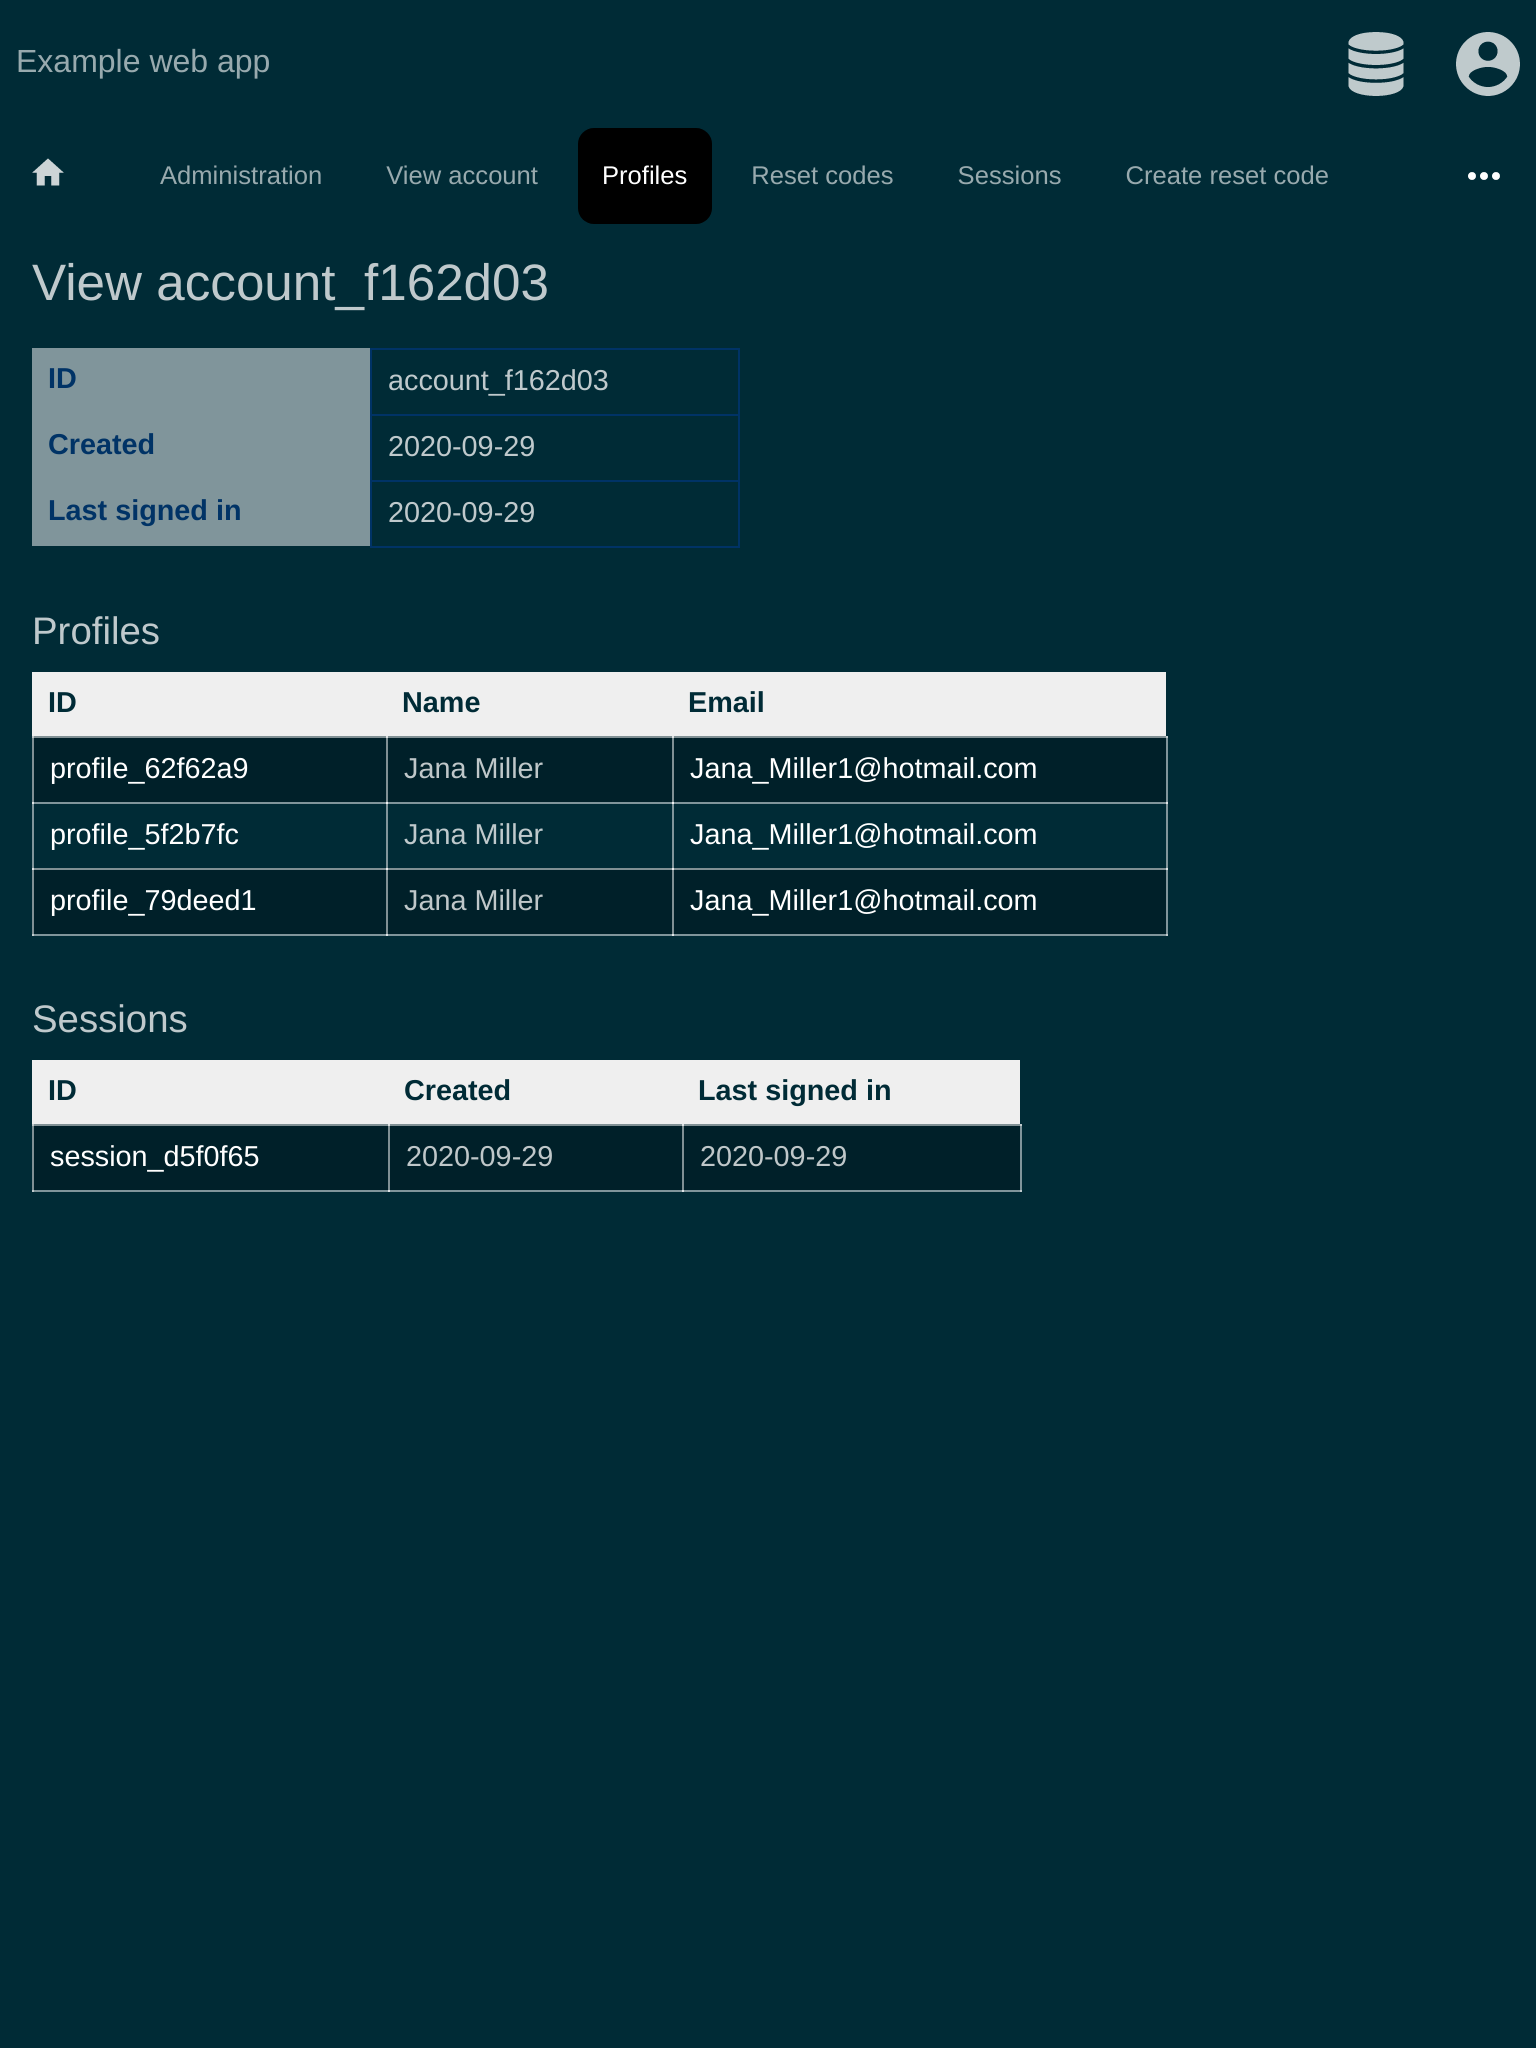 Example web app
Administration View account Profiles Reset codes Sessions Create reset code
View account_f162d03
ID account_f162d03
Created 2020-09-29
Last signed in 2020-09-29
Profiles
ID Name Email
profile_62f62a9 Jana Miller Jana_Miller1@hotmail.com
profile_5f2b7fc Jana Miller Jana_Miller1@hotmail.com
profile_79deed1 Jana Miller Jana_Miller1@hotmail.com
Sessions
ID Created Last signed in
session_d5f0f65 2020-09-29 2020-09-29